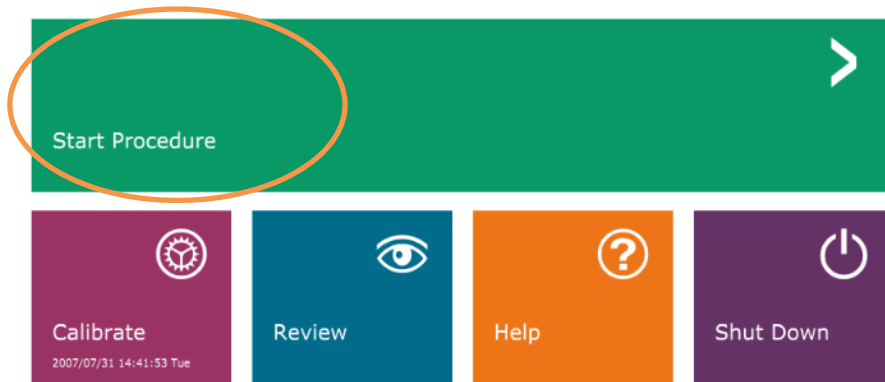 Start Procedure
Calibrate
2007/07/31 14:41:53 Tue
Review
Help
Shut Down